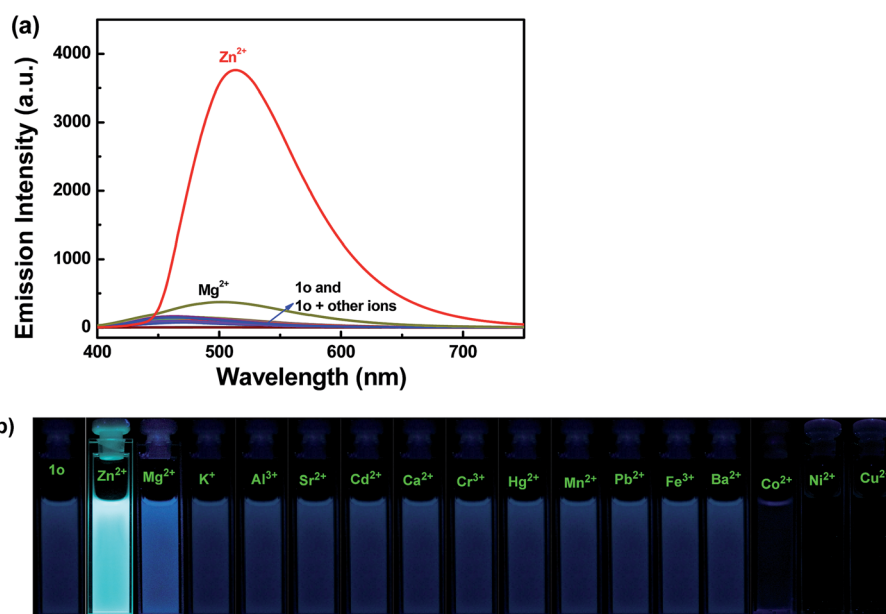 (a)
Emission Intensity (a.u.)
4000
3000
2000
1000
0
Zn²⁺
Mg²⁺
1o and
1o + other ions
400 500 600 700
Wavelength (nm)
b)
1o Zn²⁺ Mg²⁺ K⁺ Al³⁺ Sr²⁺ Cd²⁺ Ca²⁺ Cr³⁺ Hg²⁺ Mn²⁺ Pb²⁺ Fe³⁺ Ba²⁺ Co²⁺ Ni²⁺ Cu²